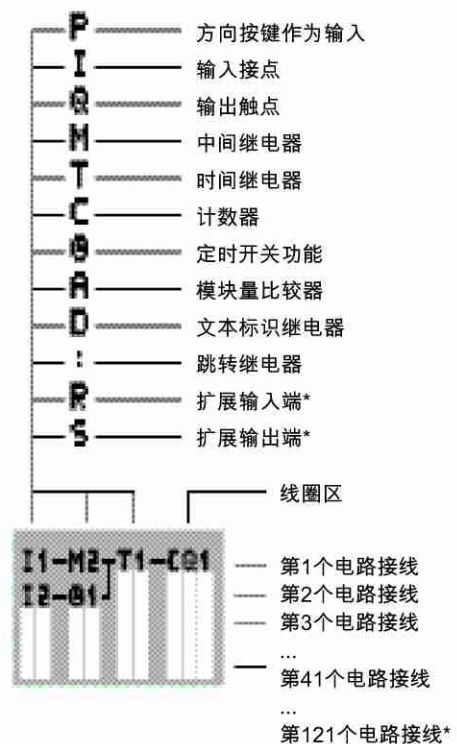 P 方向按键作为输入
I 输入接点
Q 输出触点
M 中间继电器
T 时间继电器
C 计数器
定时开关功能
A 模块量比较器
D 文本标识继电器
: 跳转继电器
R 扩展输入端*
S 扩展输出端*
线圈区
I1-M2-T1-[Q1 第1个电路接线
第2个电路接线
第3个电路接线
...
第41个电路接线
...
第121个电路接线*